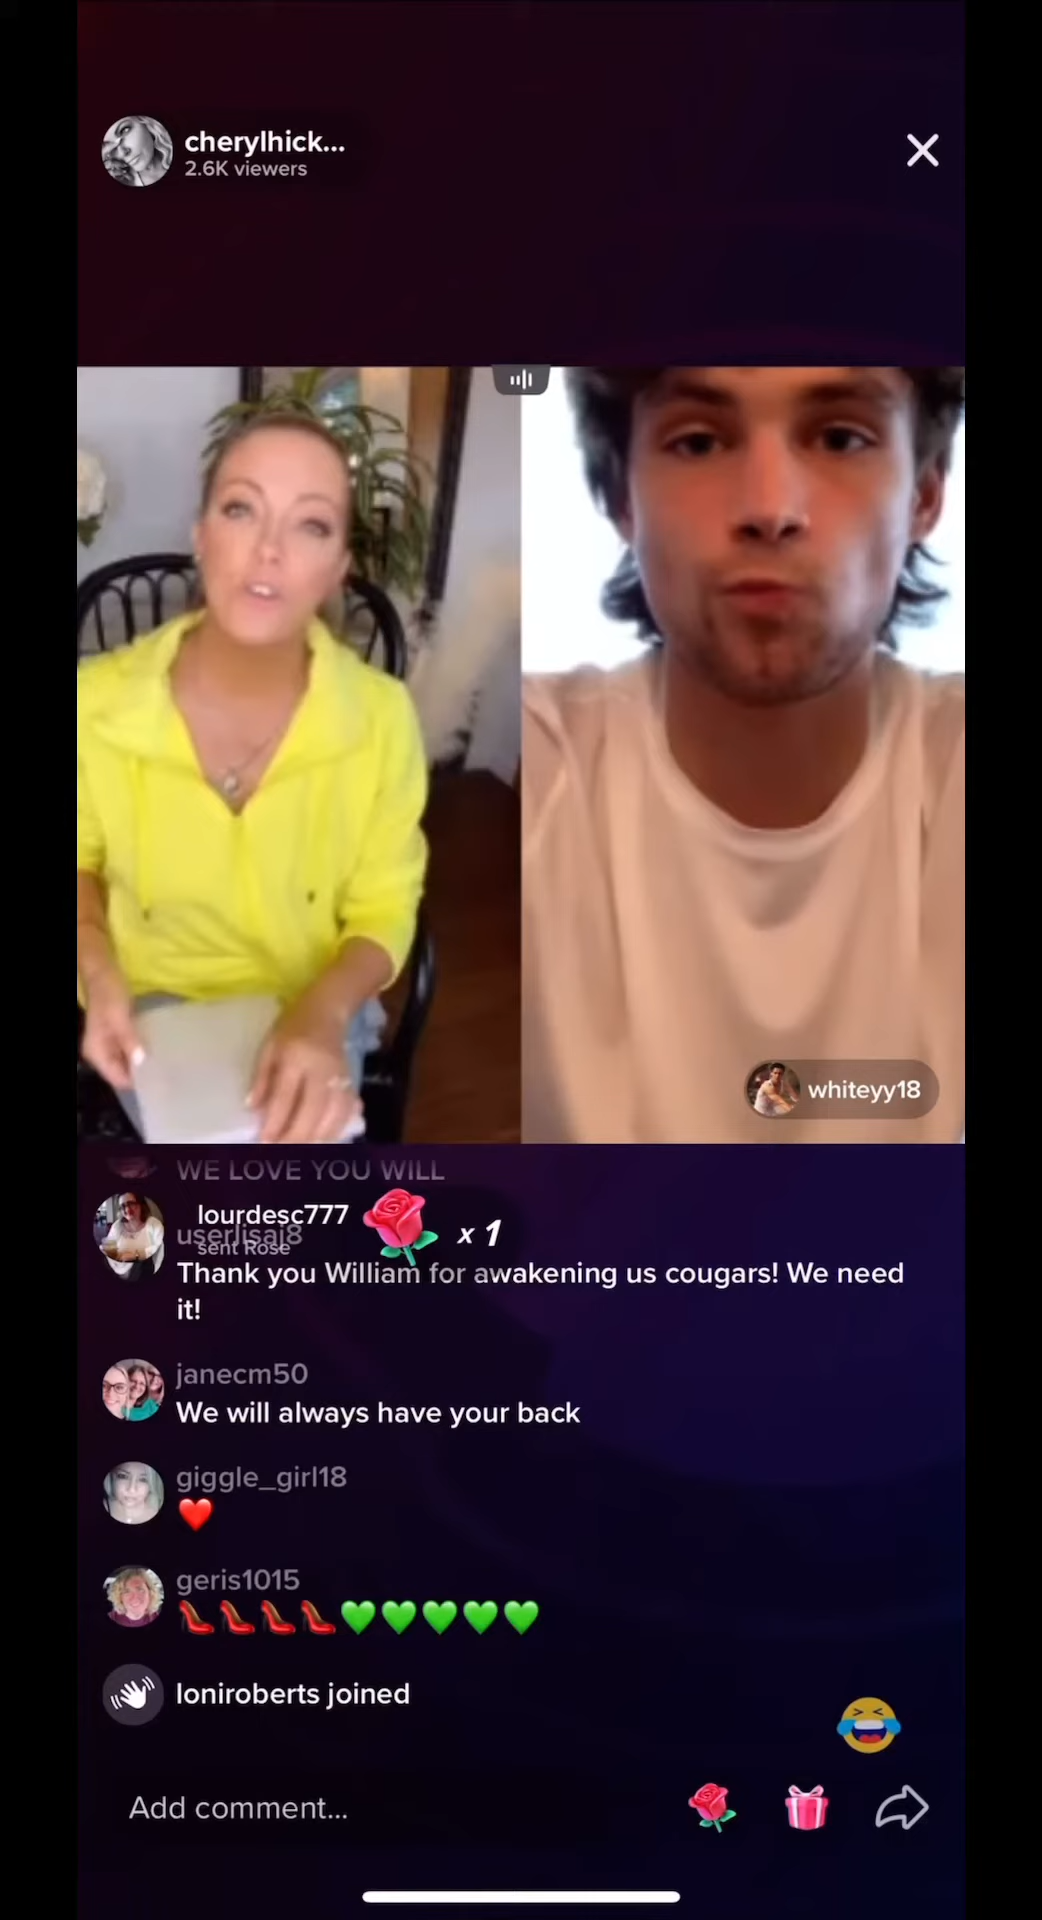 cherylhick...
2.6K viewers
whiteyy18
WE LOVE YOU WILL
lourdesc777
sent Rose
x 1
userlisaj8
Thank you William for awakening us cougars! We need
it!
janecm50
We will always have your back
giggle_girl18
geris1015
loniroberts joined
Add comment...